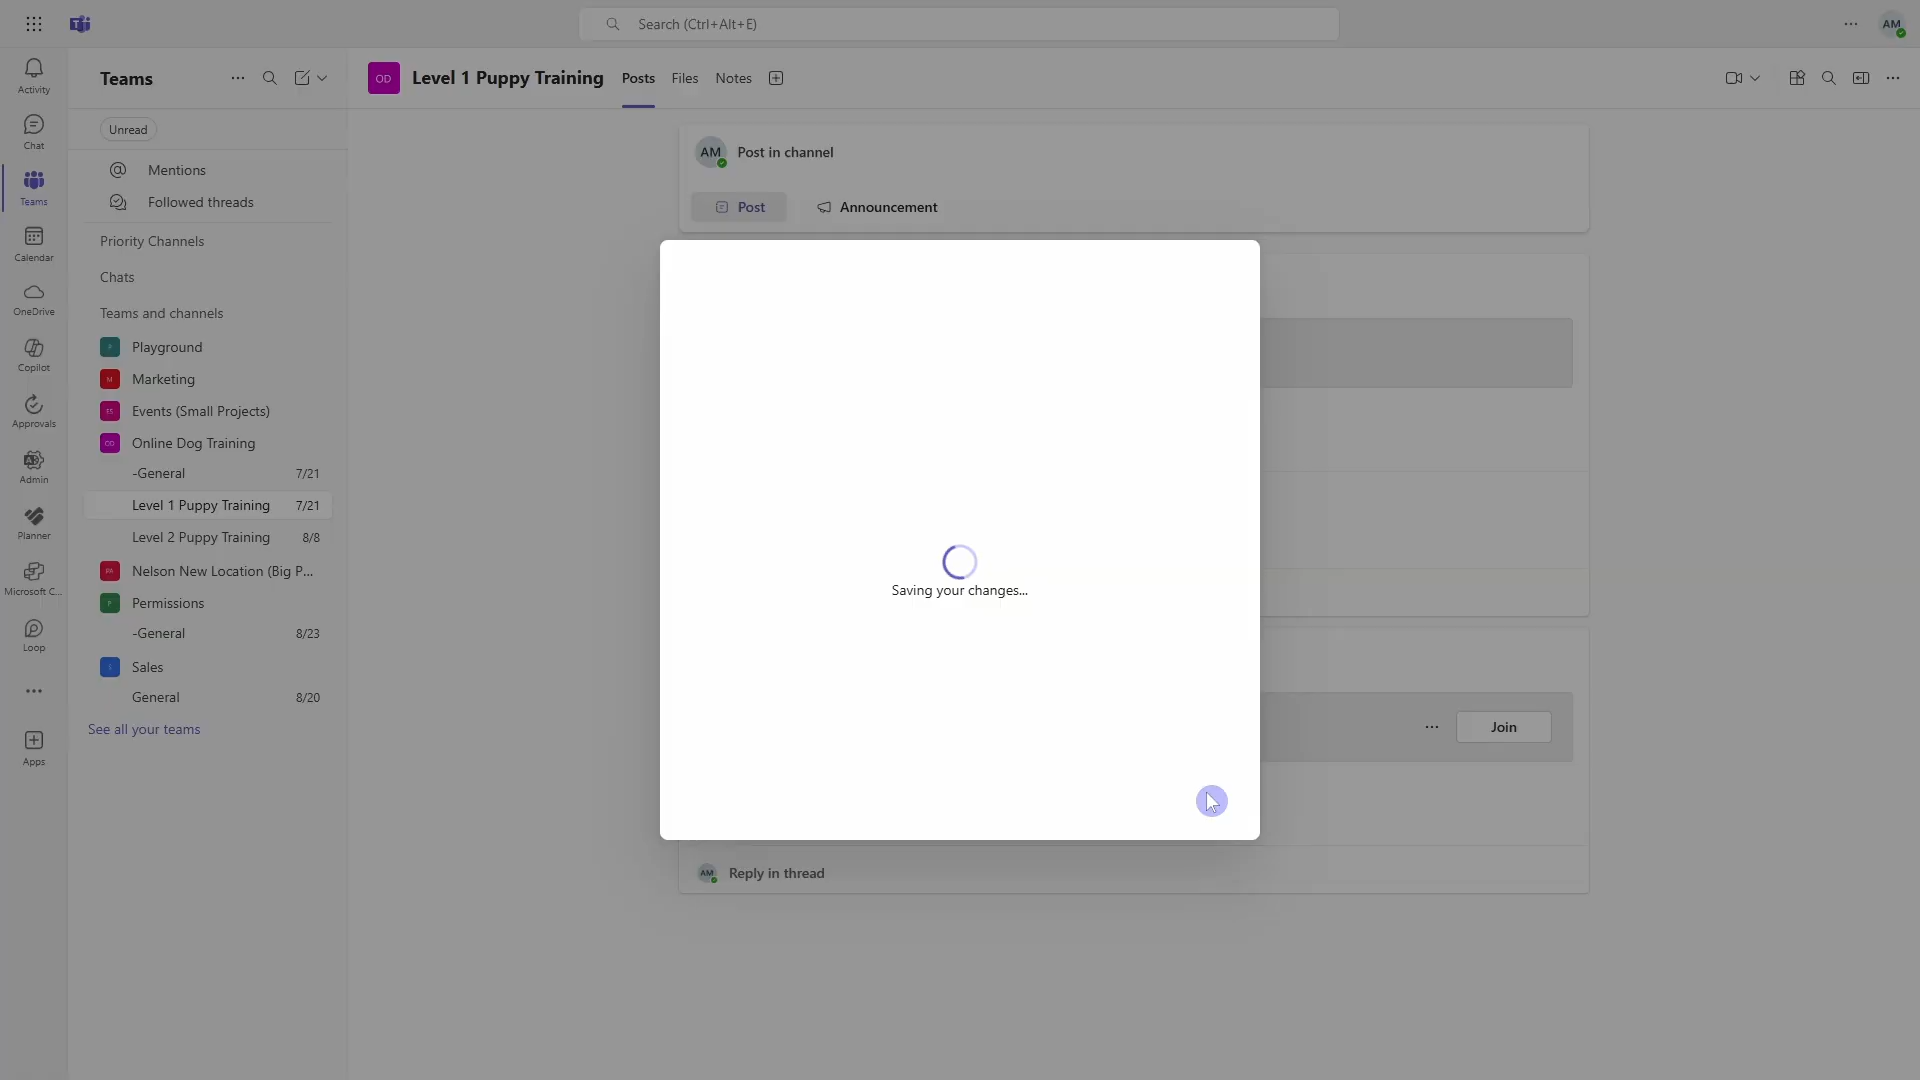 Search (Ctrl+Alt+E)
AM
Activity
Chat
Teams
Calendar
OneDrive
Copilot
Approvals
Admin
Planner
Microsoft C...
Loop
Apps
Teams
Unread
Mentions
Followed threads
Priority Channels
Chats
Teams and channels
P Playground
M Marketing
ES Events (Small Projects)
OD Online Dog Training
-General 7/21
Level 1 Puppy Training 7/21
Level 2 Puppy Training 8/8
Nelson New Location (Big P...
P Permissions
-General 8/23
S Sales
General 8/20
See all your teams
OD Level 1 Puppy Training Posts Files Notes
AM Post in channel
Post Announcement
Saving your changes...
Join
AM Reply in thread